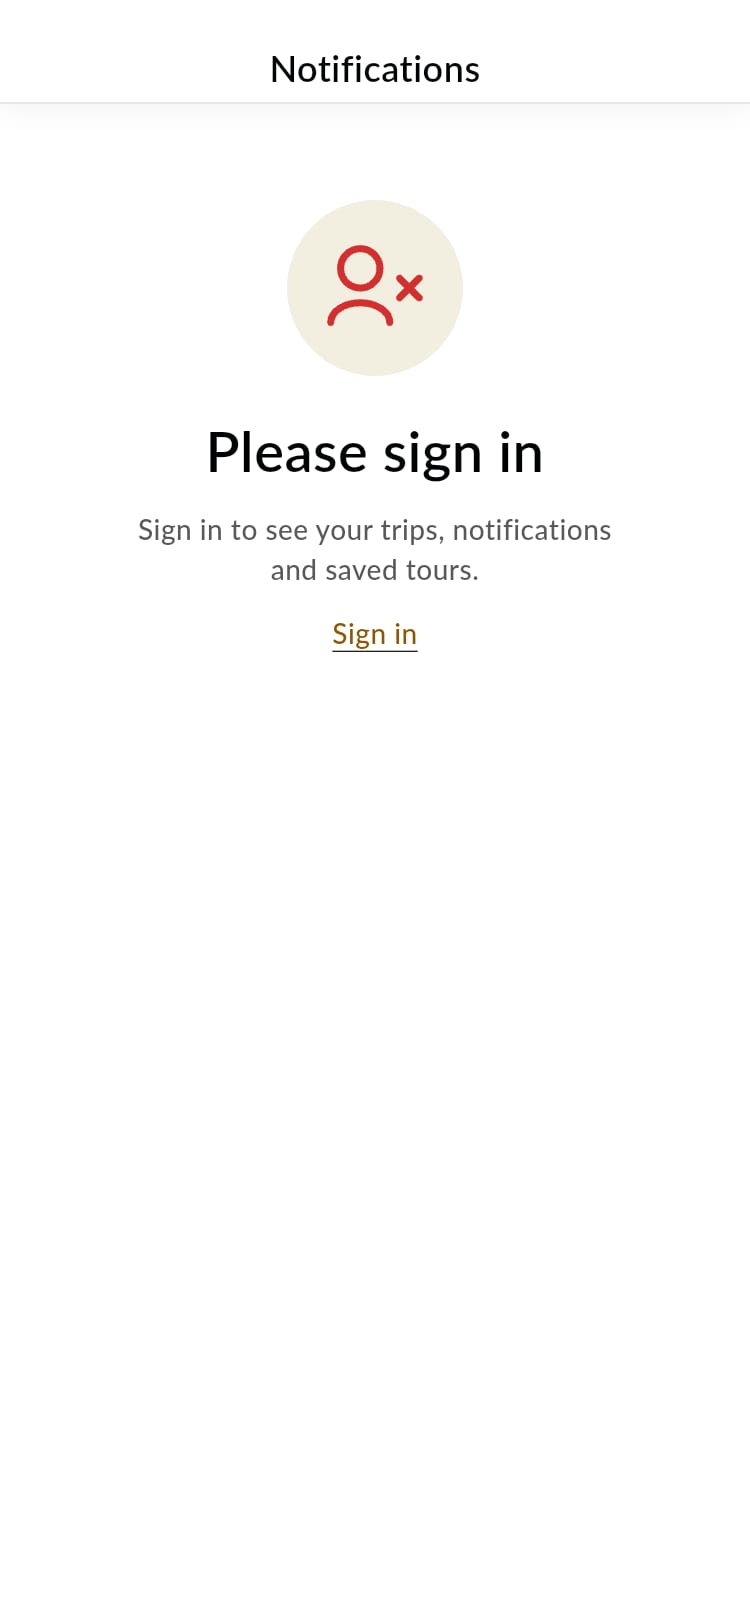 Notifications
Please sign in
Sign in to see your trips, notifications
and saved tours.
Sign in